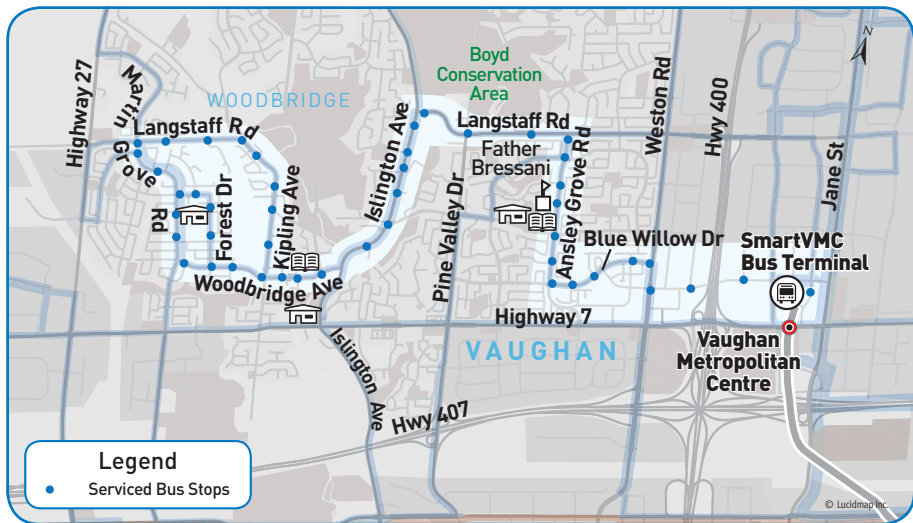 Highway 27
Martin
Grove
Rd
WOODBRIDGE
Langstaff Rd
Forest Dr
Kipling Ave
Woodbridge Ave
Islington Ave
Islington Ave
Boyd
Conservation
Area
Langstaff Rd
Father
Bressani
Pine Valley Dr
Ansley Grove Rd
Blue Willow Dr
Weston Rd
Hwy 400
Jane St
N
SmartVMC
Bus Terminal
Highway 7
VAUGHAN
Vaughan
Metropolitan
Centre
Hwy 407
Legend
Serviced Bus Stops
© Lucidmap Inc.